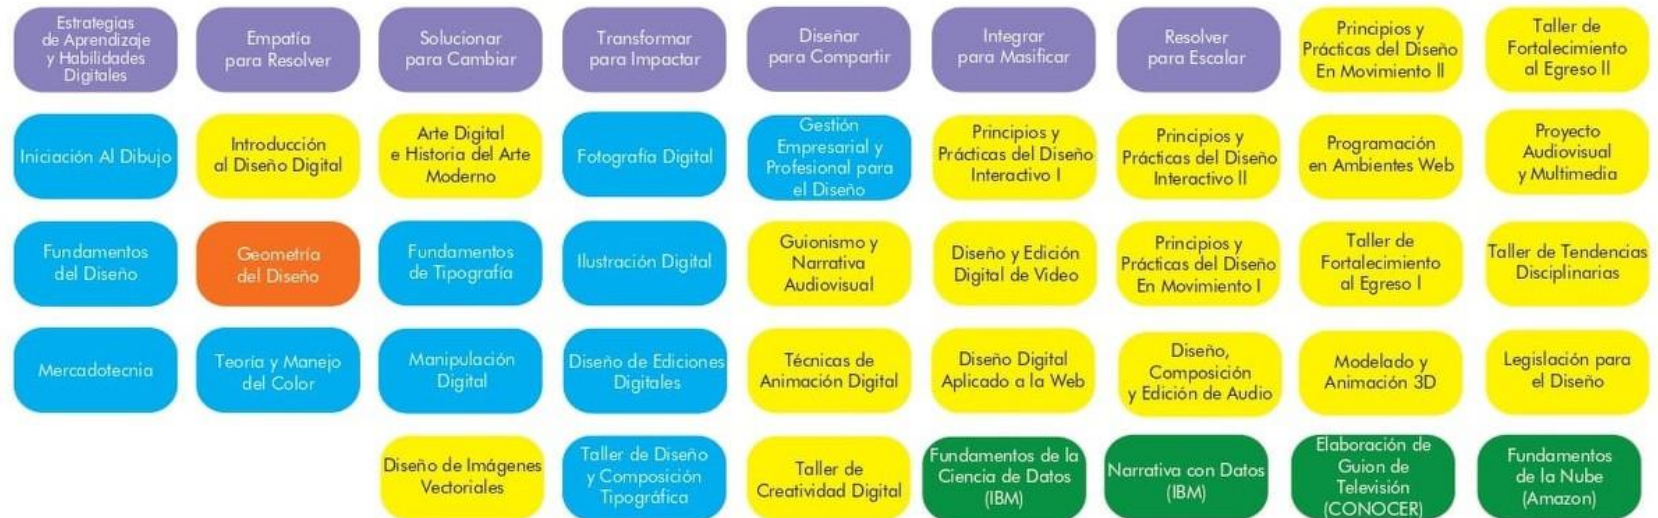 Estrategias
de Aprendizaje
y Habilidades
Digitales
Empatía
para Resolver
Solucionar
para Cambiar
Transformar
para Impactar
Diseñar
para Compartir
Integrar
para Masificar
Resolver
para Escalar
Principios y
Prácticas del Diseño
En Movimiento II
Taller de
Fortalecimiento
al Egreso II
Iniciación Al Dibujo
Introducción
al Diseño Digital
Arte Digital
e Historia del Arte
Moderno
Fotografía Digital
Gestión
Empresarial y
Profesional para
el Diseño
Principios y
Prácticas del Diseño
Interactivo I
Principios y
Prácticas del Diseño
Interactivo II
Programación
en Ambientes Web
Proyecto
Audiovisual
y Multimedia
Fundamentos
del Diseño
Geometría
del Diseño
Fundamentos
de Tipografía
Ilustración Digital
Guionismo y
Narrativa
Audiovisual
Diseño y Edición
Digital de Video
Principios y
Prácticas del Diseño
En Movimiento I
Taller de
Fortalecimiento
al Egreso I
Taller de Tendencias
Disciplinarias
Mercadotecnia
Teoría y Manejo
del Color
Manipulación
Digital
Diseño de Ediciones
Digitales
Técnicas de
Animación Digital
Diseño Digital
Aplicado a la Web
Diseño,
Composición
y Edición de Audio
Modelado y
Animación 3D
Legislación para
el Diseño
Diseño de Imágenes
Vectoriales
Taller de Diseño
y Composición
Tipográfica
Taller de
Creatividad Digital
Fundamentos de la
Ciencia de Datos
(IBM)
Narrativa con Datos
(IBM)
Elaboración de
Guion de
Televisión
(CONOCER)
Fundamentos
de la Nube
(Amazon)